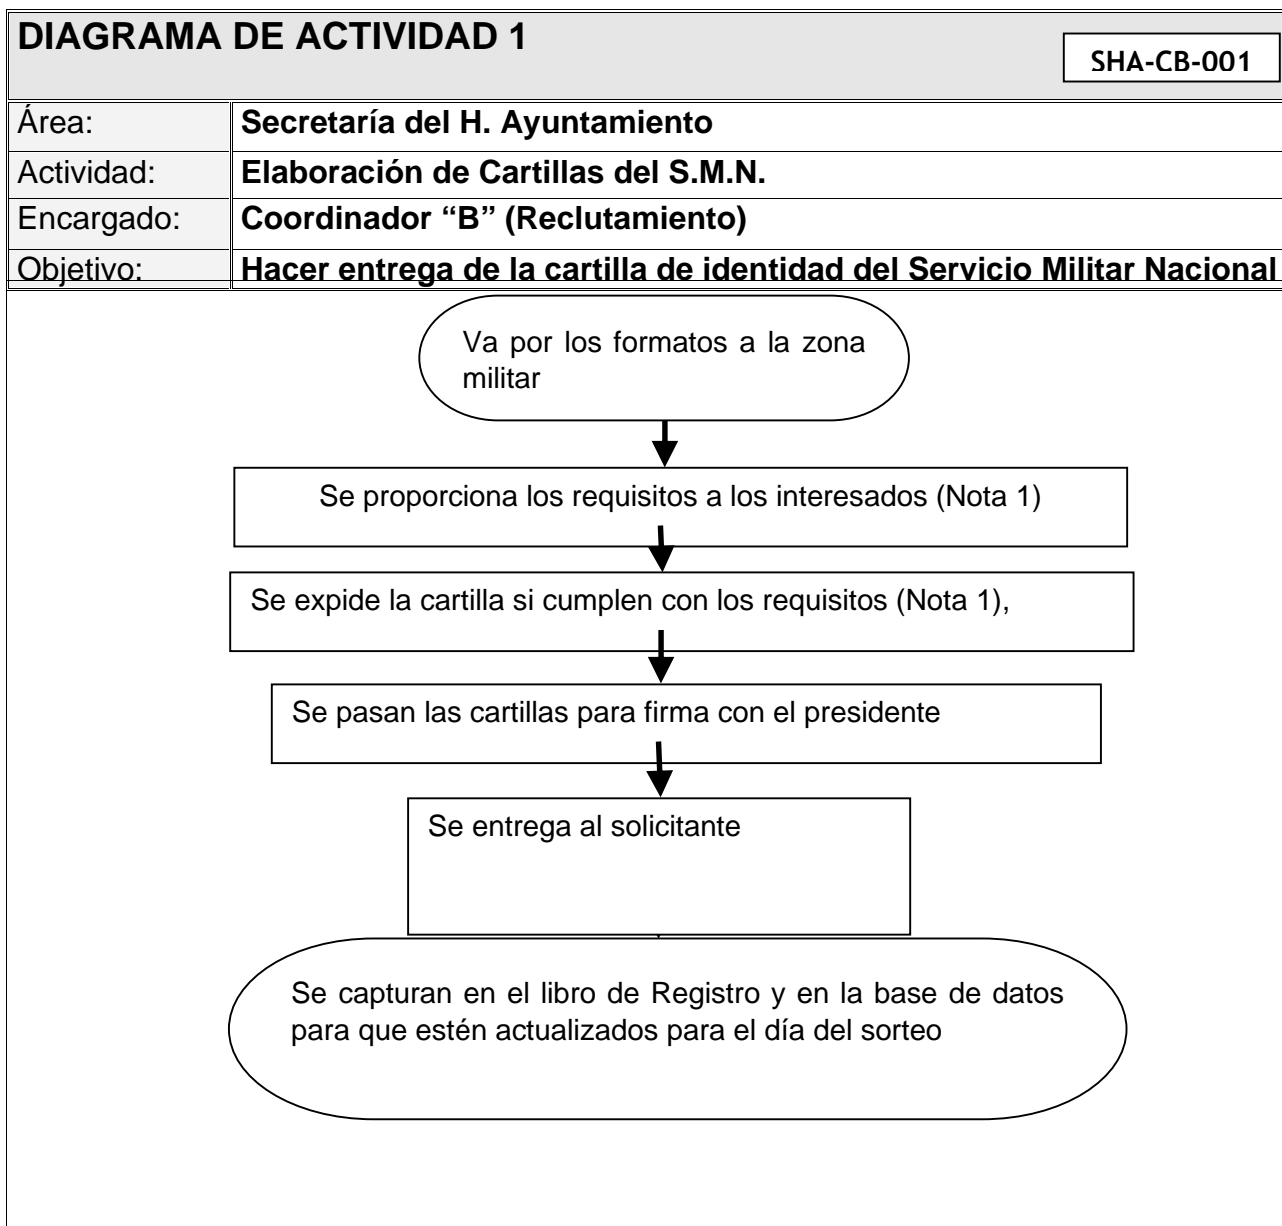 DIAGRAMA DE ACTIVIDAD 1
SHA-CB-001
Área: Secretaría del H. Ayuntamiento
Actividad: Elaboración de Cartillas del S.M.N.
Encargado: Coordinador “B” (Reclutamiento)
Objetivo: Hacer entrega de la cartilla de identidad del Servicio Militar Nacional
Va por los formatos a la zona
militar
Se proporciona los requisitos a los interesados (Nota 1)
Se expide la cartilla si cumplen con los requisitos (Nota 1),
Se pasan las cartillas para firma con el presidente
Se entrega al solicitante
Se capturan en el libro de Registro y en la base de datos
para que estén actualizados para el día del sorteo